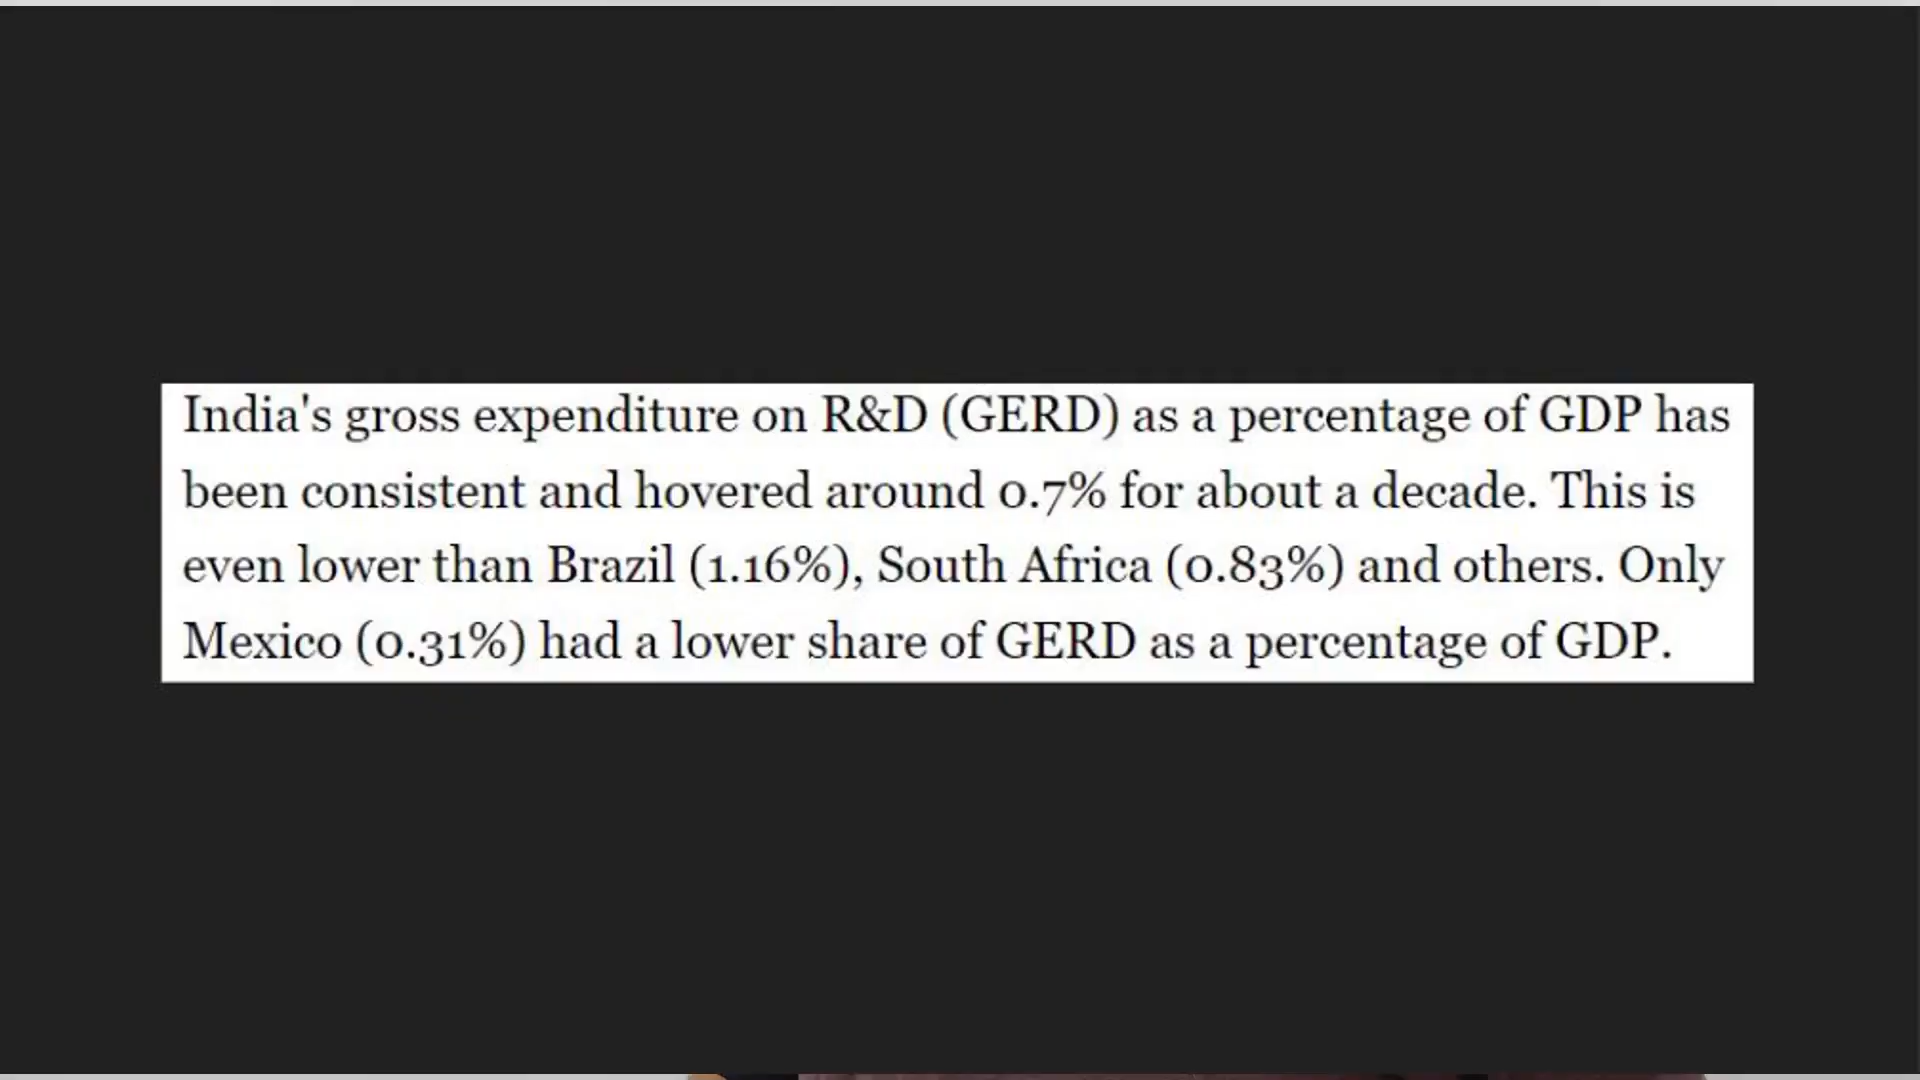 India's gross expenditure on R&D (GERD) as a percentage of GDP has
been consistent and hovered around 0.7% for about a decade. This is
even lower than Brazil (1.16%), South Africa (0.83%) and others. Only
Mexico (0.31%) had a lower share of GERD as a percentage of GDP.